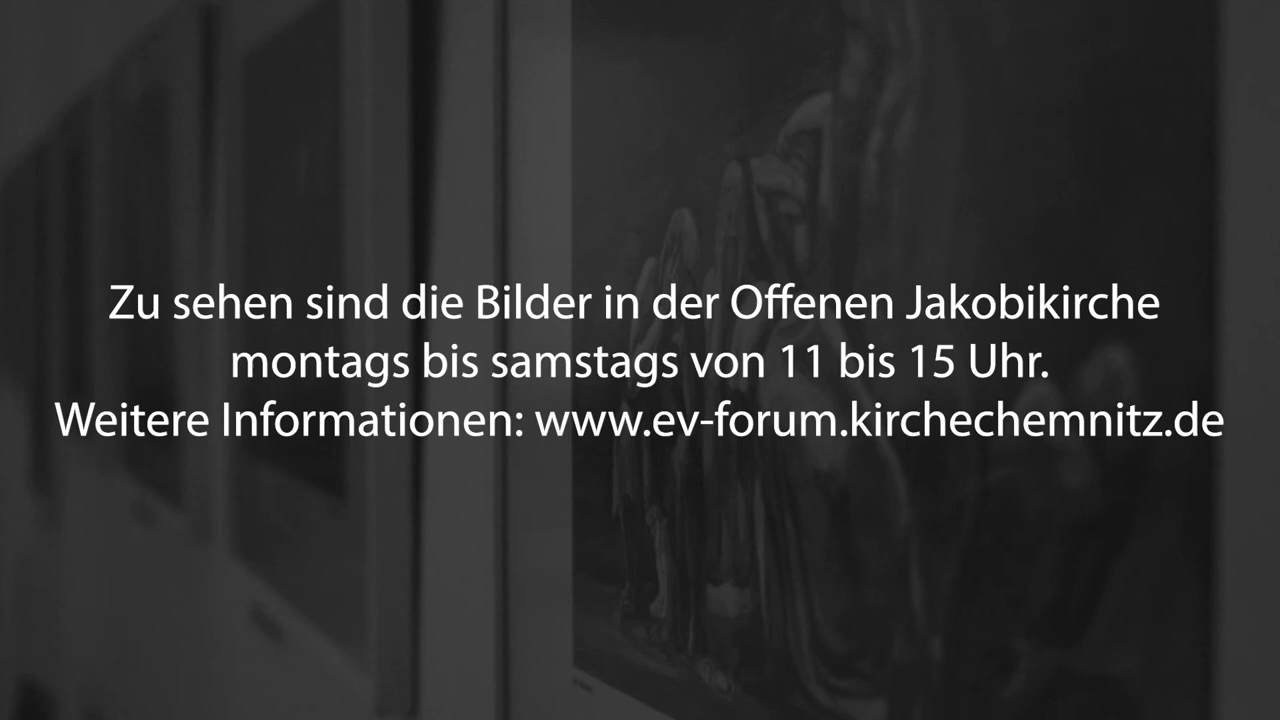 Zu sehen sind die Bilder in der Offenen Jakobikirche
montags bis samstags von 11 bis 15 Uhr.
Weitere Informationen: www.ev-forum.kirchechemnitz.de